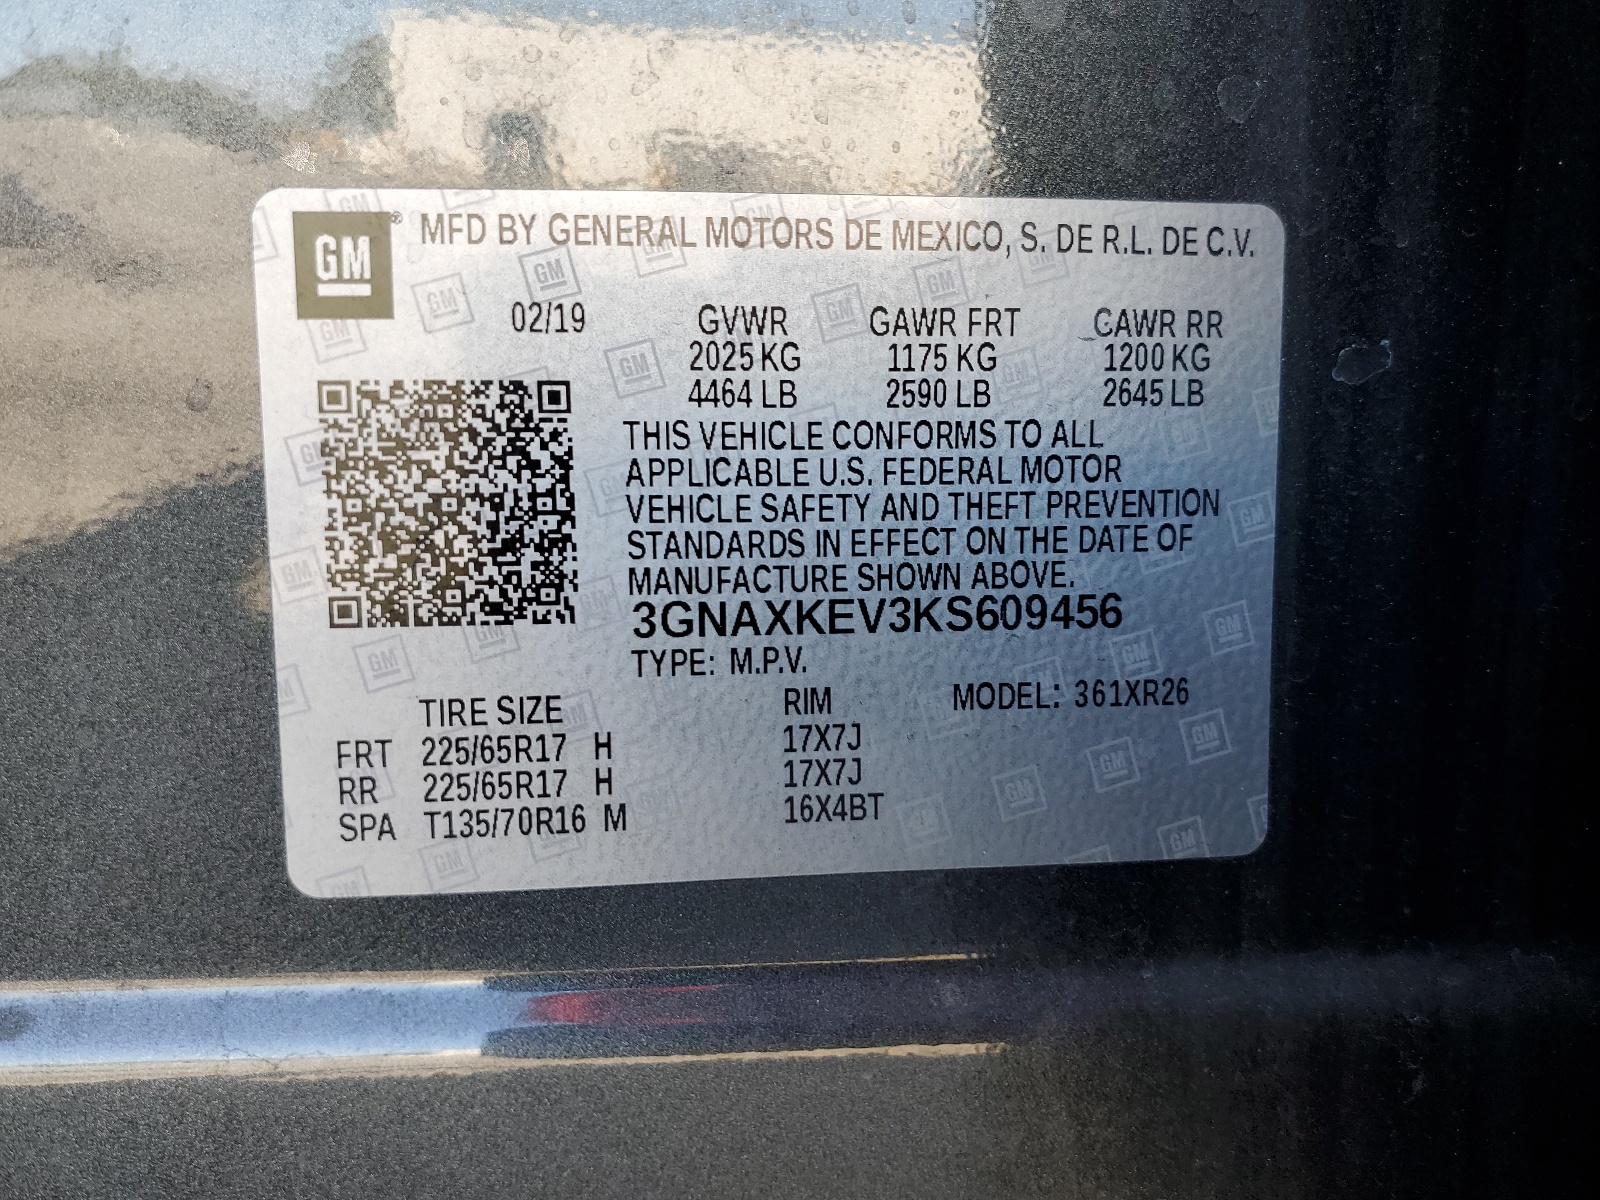 GM® MFD BY GENERAL MOTORS DE MEXICO, S. DE R.L. DE C.V.
02/19 GVWR GAWR FRT GAWR RR
2025 KG 1175 KG 1200 KG
4464 LB 2590 LB 2645 LB
THIS VEHICLE CONFORMS TO ALL
APPLICABLE U.S. FEDERAL MOTOR
VEHICLE SAFETY AND THEFT PREVENTION
STANDARDS IN EFFECT ON THE DATE OF
MANUFACTURE SHOWN ABOVE.
3GNAXKEV3KS609456
TYPE: M.P.V.
TIRE SIZE RIM MODEL: 361XR26
FRT 225/65R17 H 17X7J
RR 225/65R17 H 17X7J
SPA T135/70R16 M 16X4BT